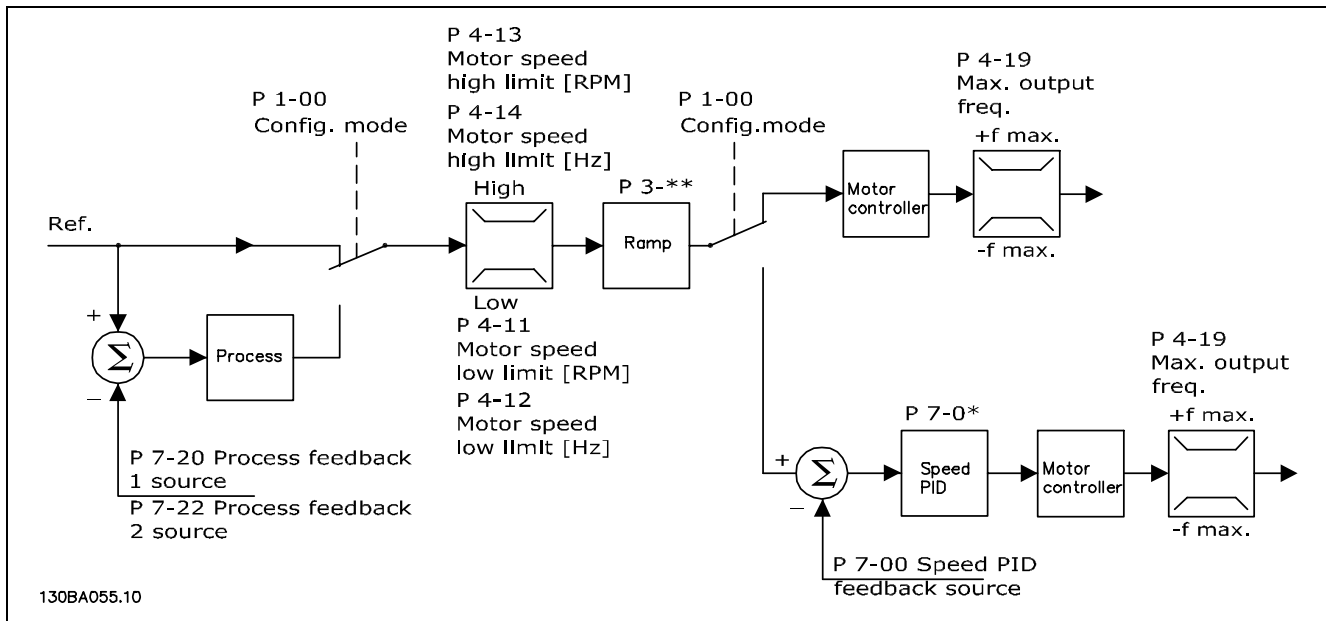 P 4-13
Motor speed
high limit [RPM]
P 4-14
Motor speed
high limit [Hz]
High
P 1-00
Config. mode
P 1-00
Config.mode
P 4-19
Max. output
freq.
+f max.
-f max.
P 3-**
Ramp
Motor
controller
Ref.
Low
P 4-11
Motor speed
low limit [RPM]
P 4-12
Motor speed
low limit [Hz]
+
Σ
−
Process
P 7-20 Process feedback
1 source
P 7-22 Process feedback
2 source
P 4-19
Max. output
freq.
+f max.
-f max.
P 7-0*
+
Σ
−
Speed
PID
Motor
controller
P 7-00 Speed PID
feedback source
130BA055.10